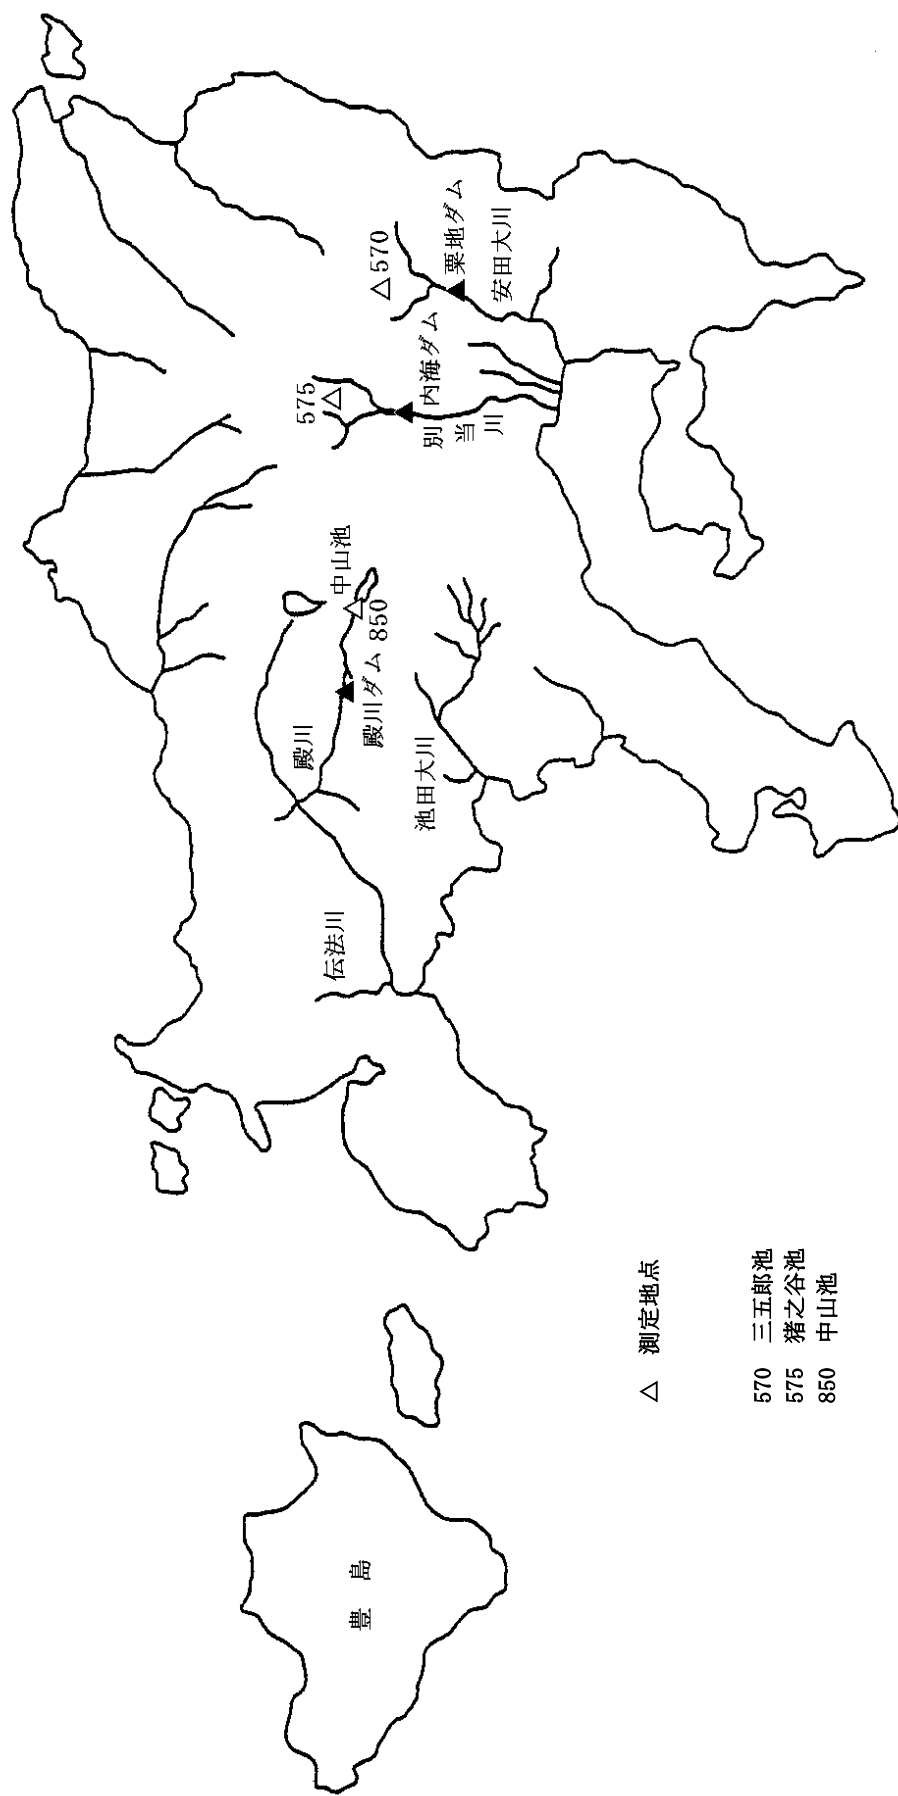 豊島
伝法川
殿川
殿川ダム
中山池
850
池田大川
575
内海ダム
別当川
570
粟地ダム
安田大川
△ 測定地点
570 三五郎池
575 猪之谷池
850 中山池